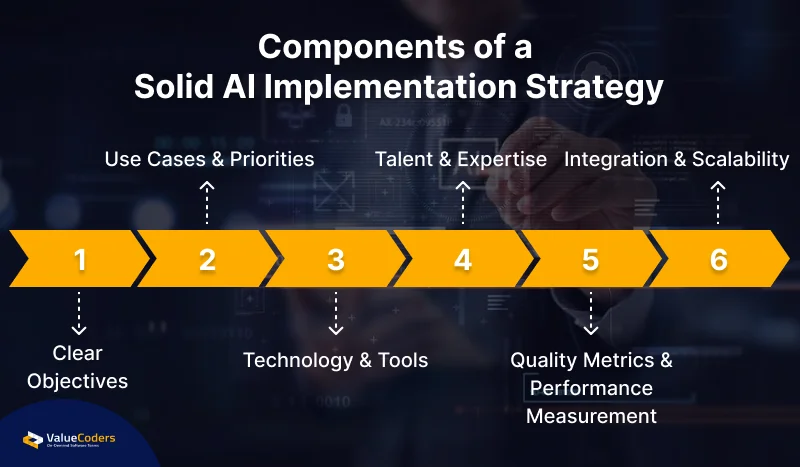 Components of a
Solid AI Implementation Strategy
Use Cases & Priorities
Talent & Expertise
Integration & Scalability
1
2
3
4
5
6
Clear
Objectives
Technology & Tools
Quality Metrics &
Performance
Measurement
ValueCoders
On-Demand Software Teams
0010